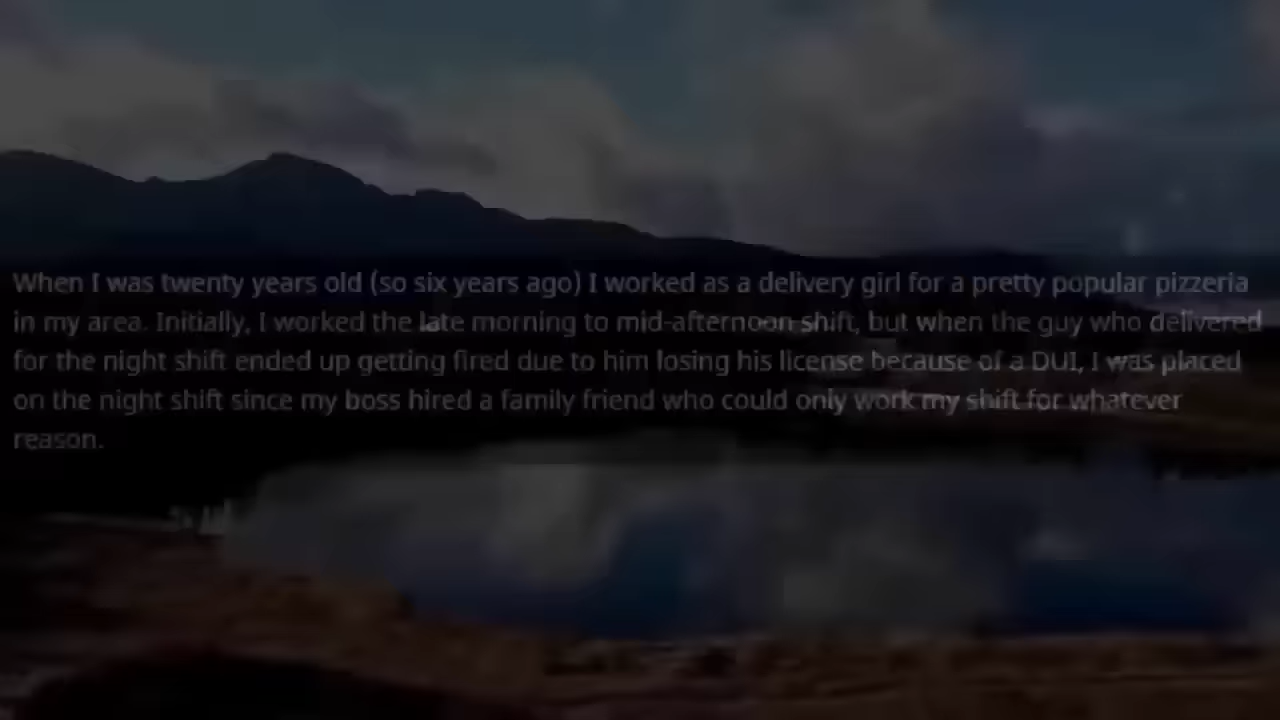 When I was twenty years old (so six years ago) I worked as a delivery girl for a pretty popular pizzeria
in my area. Initially, I worked the late morning to mid-afternoon shift, but when the guy who delivered
for the night shift ended up getting fired due to him losing his license because of a DUI, I was placed
on the night shift since my boss hired a family friend who could only work my shift for whatever
reason.